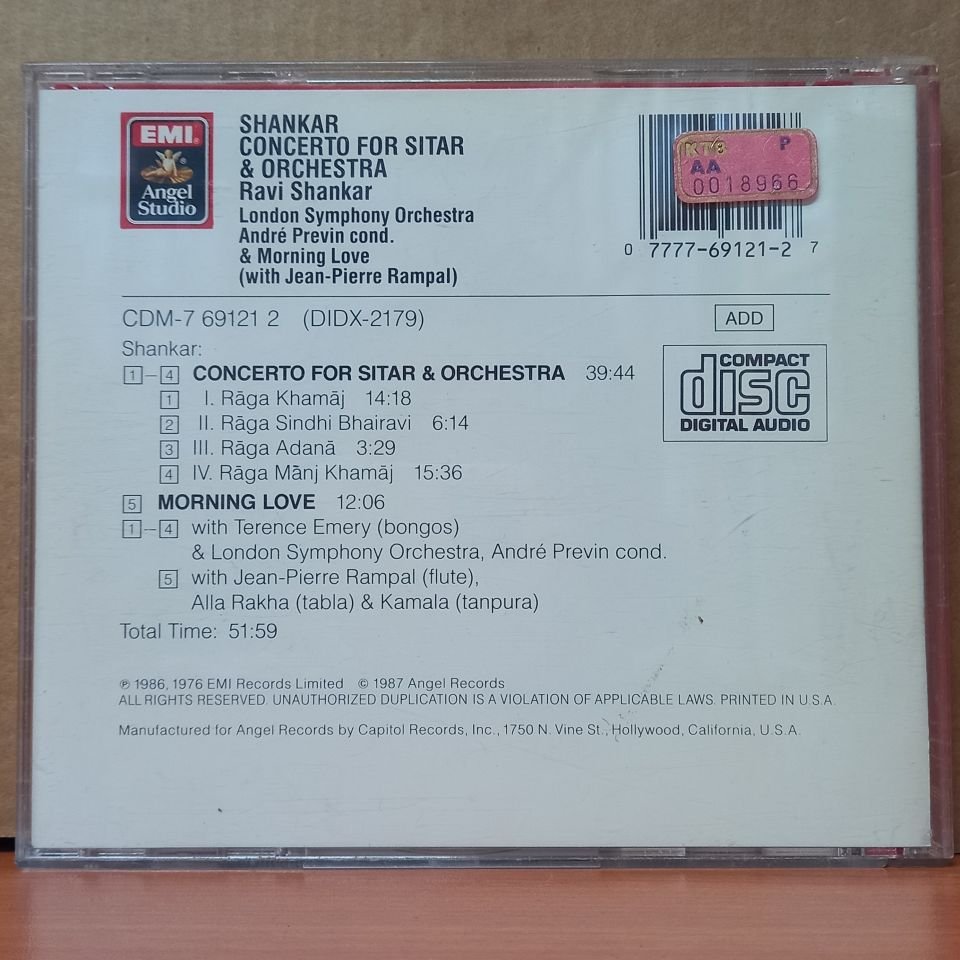 EMI
Angel
Studio
SHANKAR
CONCERTO FOR SITAR
& ORCHESTRA
Ravi Shankar
London Symphony Orchestra
André Previn cond.
& Morning Love
(with Jean-Pierre Rampal)
KTB P
AA
0018966
0 7777-69121-2 7
CDM-7 69121 2 (DIDX-2179)
ADD
Shankar:
1–4 CONCERTO FOR SITAR & ORCHESTRA 39:44
1 I. Rāga Khamāj 14:18
2 II. Rāga Sindhi Bhairavi 6:14
3 III. Rāga Adanā 3:29
4 IV. Rāga Mānj Khamāj 15:36
COMPACT
disc
DIGITAL AUDIO
5 MORNING LOVE 12:06
1–4 with Terence Emery (bongos)
& London Symphony Orchestra, André Previn cond.
5 with Jean-Pierre Rampal (flute),
Alla Rakha (tabla) & Kamala (tanpura)
Total Time: 51:59
℗ 1986, 1976 EMI Records Limited © 1987 Angel Records
ALL RIGHTS RESERVED. UNAUTHORIZED DUPLICATION IS A VIOLATION OF APPLICABLE LAWS. PRINTED IN U.S.A.
Manufactured for Angel Records by Capitol Records, Inc., 1750 N. Vine St., Hollywood, California, U.S.A.